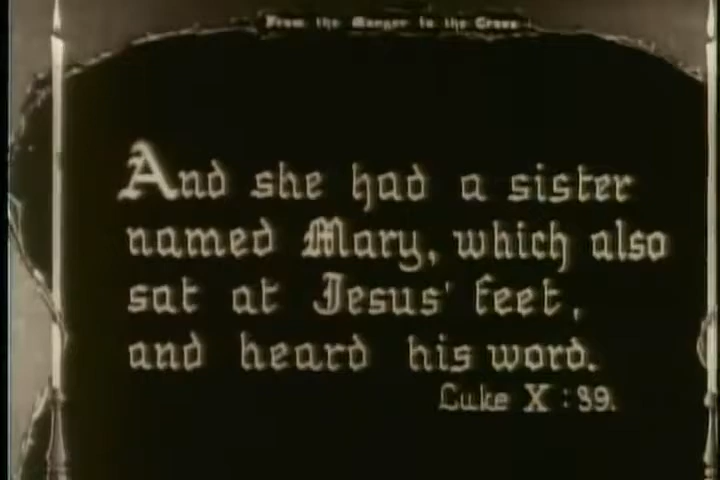 From the Manger to the Cross
And she had a sister
named Mary, which also
sat at Jesus' feet,
and heard his word.
Luke X : 39.